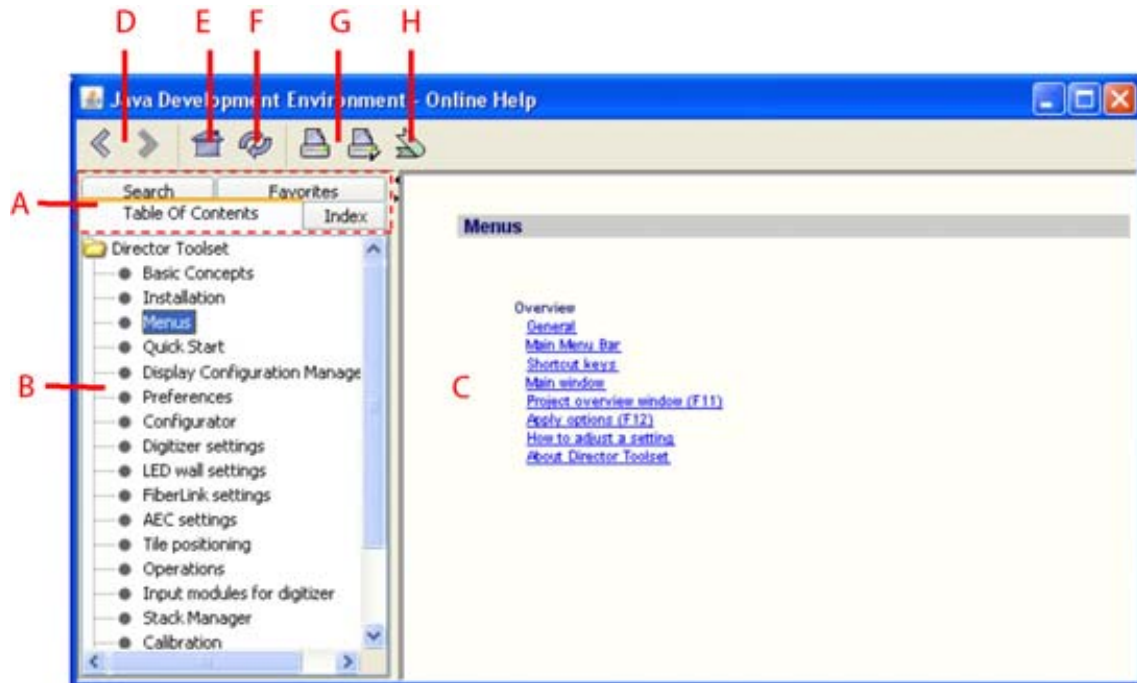 D E F G H
Java Development Environment - Online Help
A
Search Favorites
Table Of Contents Index
Director Toolset
Basic Concepts
Installation
Menus
Quick Start
Display Configuration Manage
B
Preferences
Configurator
Digitizer settings
LED wall settings
FiberLink settings
AEC settings
Tile positioning
Operations
Input modules for digitizer
Stack Manager
Calibration
Menus
Overview
General
Main Menu Bar
Shortcut keys
Main window
C
Project overview window (F11)
Apply options (F12)
How to adjust a setting
About Director Toolset